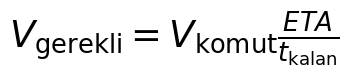 V_gerekli = V_komut ETA/t_kalan